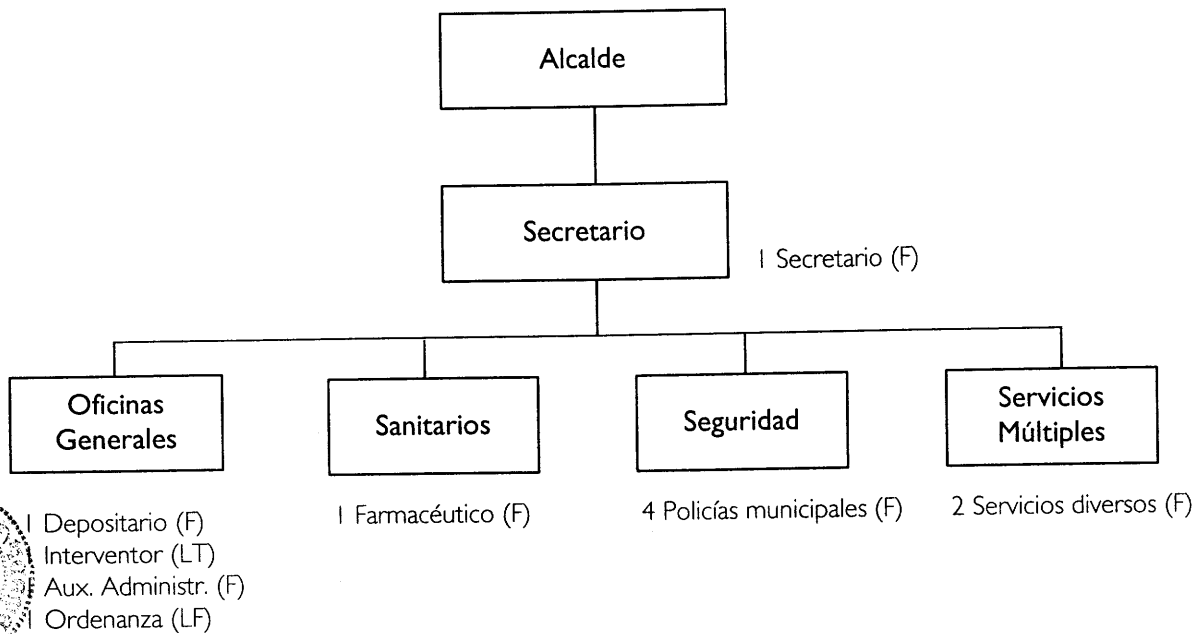 Alcalde
Secretario
1 Secretario (F)
Oficinas
Generales
Sanitarios
Seguridad
Servicios
Múltiples
1 Depositario (F)
Interventor (LT)
Aux. Administr. (F)
1 Ordenanza (LF)
1 Farmacéutico (F)
4 Policías municipales (F)
2 Servicios diversos (F)